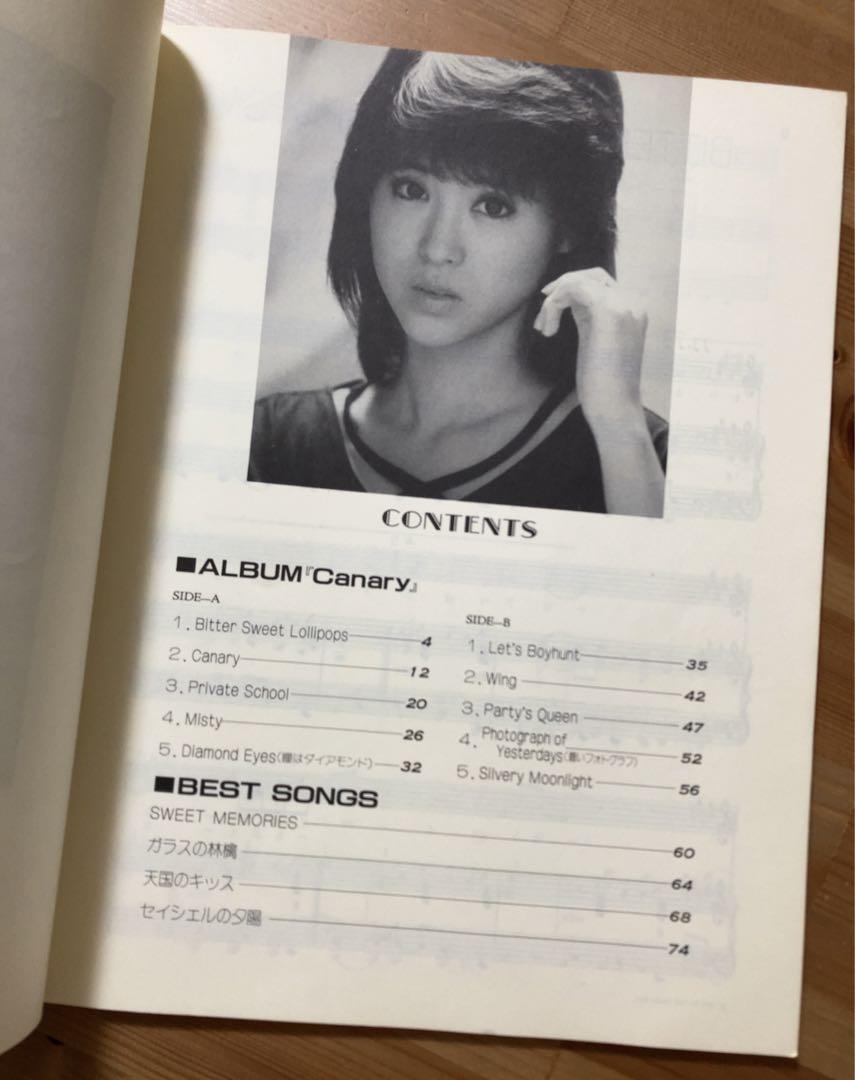 CONTENTS
■ALBUM『Canary』
SIDE—A
1. Bitter Sweet Lollipops 4
2. Canary 12
3. Private School 20
4. Misty 26
5. Diamond Eyes(瞳はダイアモンド) 32
SIDE—B
1. Let's Boyhunt 35
2. Wing 42
3. Party's Queen 47
4. Photograph of
Yesterdays(蒼いフォトグラフ) 52
5. Silvery Moonlight 56
■BEST SONGS
SWEET MEMORIES 60
ガラスの林檎 64
天国のキッス 68
セイシェルの夕陽 74